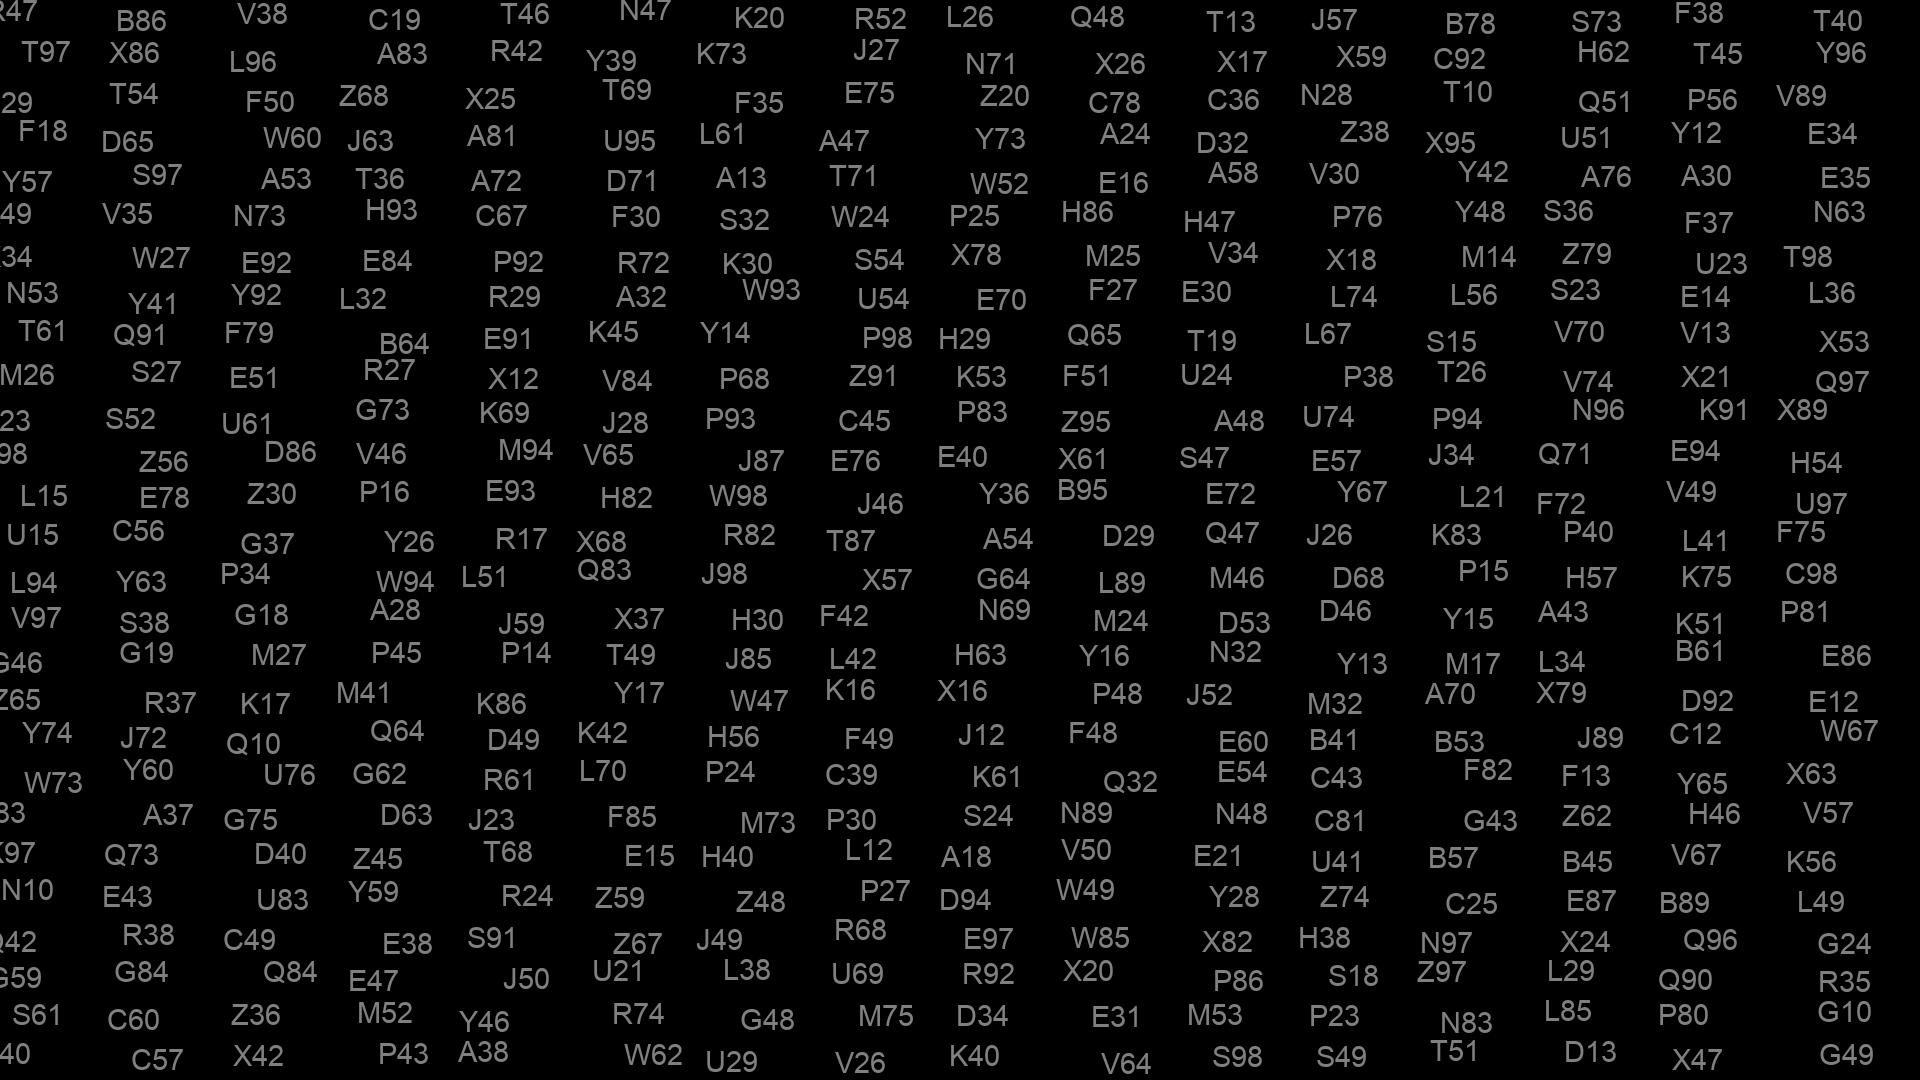 B86 V38 C19 T46 N47 K20 R52 L26 Q48 T13 J57 B78 S73 F38 T40
T97 X86 L96 A83 R42 Y39 K73 J27 N71 X26 X17 X59 C92 H62 T45 Y96
T54 F50 Z68 X25 T69 F35 E75 Z20 C78 C36 N28 T10 Q51 P56 V89
F18 D65 W60 J63 A81 U95 L61 A47 Y73 A24 D32 Z38 X95 U51 Y12 E34
Y57 S97 A53 T36 A72 D71 A13 T71 W52 E16 A58 V30 Y42 A76 A30 E35
V35 N73 H93 C67 F30 S32 W24 P25 H86 H47 P76 Y48 S36 F37 N63
W27 E92 E84 P92 R72 K30 S54 X78 M25 V34 X18 M14 Z79 U23 T98
N53 Y41 Y92 L32 R29 A32 W93 U54 E70 F27 E30 L74 L56 S23 E14 L36
T61 Q91 F79 B64 E91 K45 Y14 P98 H29 Q65 T19 L67 S15 V70 V13 X53
M26 S27 E51 R27 X12 V84 P68 Z91 K53 F51 U24 P38 T26 V74 X21 Q97
S52 U61 G73 K69 J28 P93 C45 P83 Z95 A48 U74 P94 N96 K91 X89
Z56 D86 V46 M94 V65 J87 E76 E40 X61 S47 E57 J34 Q71 E94 H54
L15 E78 Z30 P16 E93 H82 W98 J46 Y36 B95 E72 Y67 L21 F72 V49 U97
U15 C56 G37 Y26 R17 X68 R82 T87 A54 D29 Q47 J26 K83 P40 L41 F75
L94 Y63 P34 W94 L51 Q83 J98 X57 G64 L89 M46 D68 P15 H57 K75 C98
V97 S38 G18 A28 J59 X37 H30 F42 N69 M24 D53 D46 Y15 A43 K51 P81
G46 G19 M27 P45 P14 T49 J85 L42 H63 Y16 N32 Y13 M17 L34 B61 E86
Z65 R37 K17 M41 K86 Y17 W47 K16 X16 P48 J52 M32 A70 X79 D92 E12
Y74 J72 Q10 Q64 D49 K42 H56 F49 J12 F48 E60 B41 B53 J89 C12 W67
W73 Y60 U76 G62 R61 L70 P24 C39 K61 Q32 E54 C43 F82 F13 Y65 X63
A37 G75 D63 J23 F85 M73 P30 S24 N89 N48 C81 G43 Z62 H46 V57
Q73 D40 Z45 T68 E15 H40 L12 A18 V50 E21 U41 B57 B45 V67 K56
N10 E43 U83 Y59 R24 Z59 Z48 P27 D94 W49 Y28 Z74 C25 E87 B89 L49
Q42 R38 C49 E38 S91 Z67 J49 R68 E97 W85 X82 H38 N97 X24 Q96 G24
G59 G84 Q84 E47 J50 U21 L38 U69 R92 X20 P86 S18 Z97 L29 Q90 R35
S61 C60 Z36 M52 Y46 R74 G48 M75 D34 E31 M53 P23 N83 L85 P80 G10
C57 X42 P43 A38 W62 U29 V26 K40 V64 S98 S49 T51 D13 X47 G49